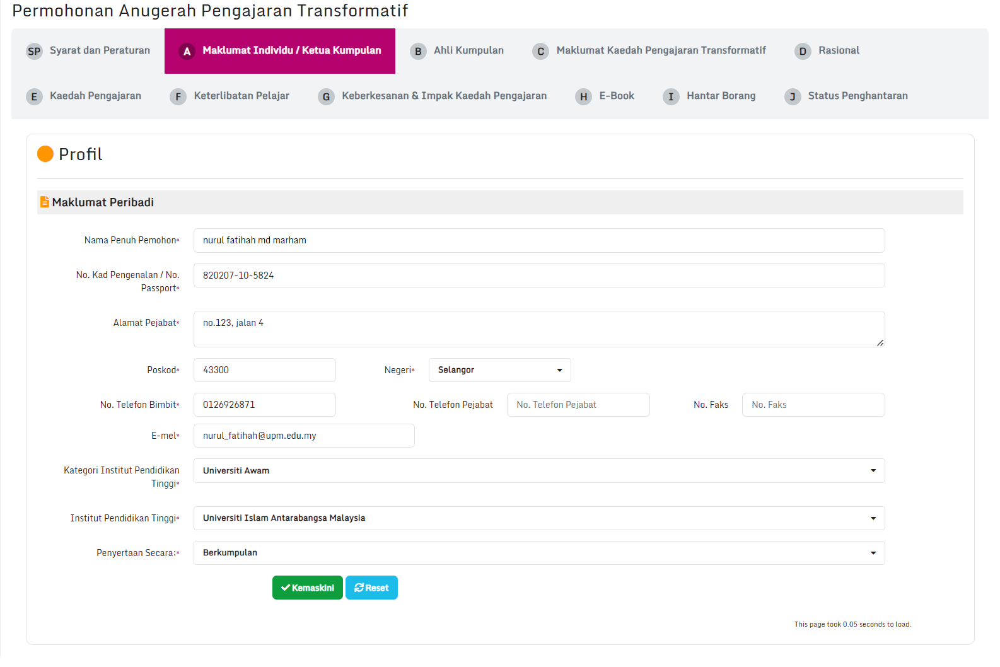 Permohonan Anugerah Pengajaran Transformatif
SP Syarat dan Peraturan A Maklumat Individu / Ketua Kumpulan B Ahli Kumpulan C Maklumat Kaedah Pengajaran Transformatif D Rasional
E Kaedah Pengajaran F Keterlibatan Pelajar G Keberkesanan & Impak Kaedah Pengajaran H E-Book I Hantar Borang J Status Penghantaran
Profil
Maklumat Peribadi
Nama Penuh Pemohon* nurul fatihah md marham
No. Kad Pengenalan / No. Passport* 820207-10-5824
Alamat Pejabat* no.123, jalan 4
Poskod* 43300 Negeri* Selangor
No. Telefon Bimbit* 0126926871 No. Telefon Pejabat No. Telefon Pejabat No. Faks No. Faks
E-mel* nurul_fatihah@upm.edu.my
Kategori Institut Pendidikan Tinggi* Universiti Awam
Institut Pendidikan Tinggi* Universiti Islam Antarabangsa Malaysia
Penyertaan Secara:* Berkumpulan
Kemaskini Reset
This page took 0.05 seconds to load.